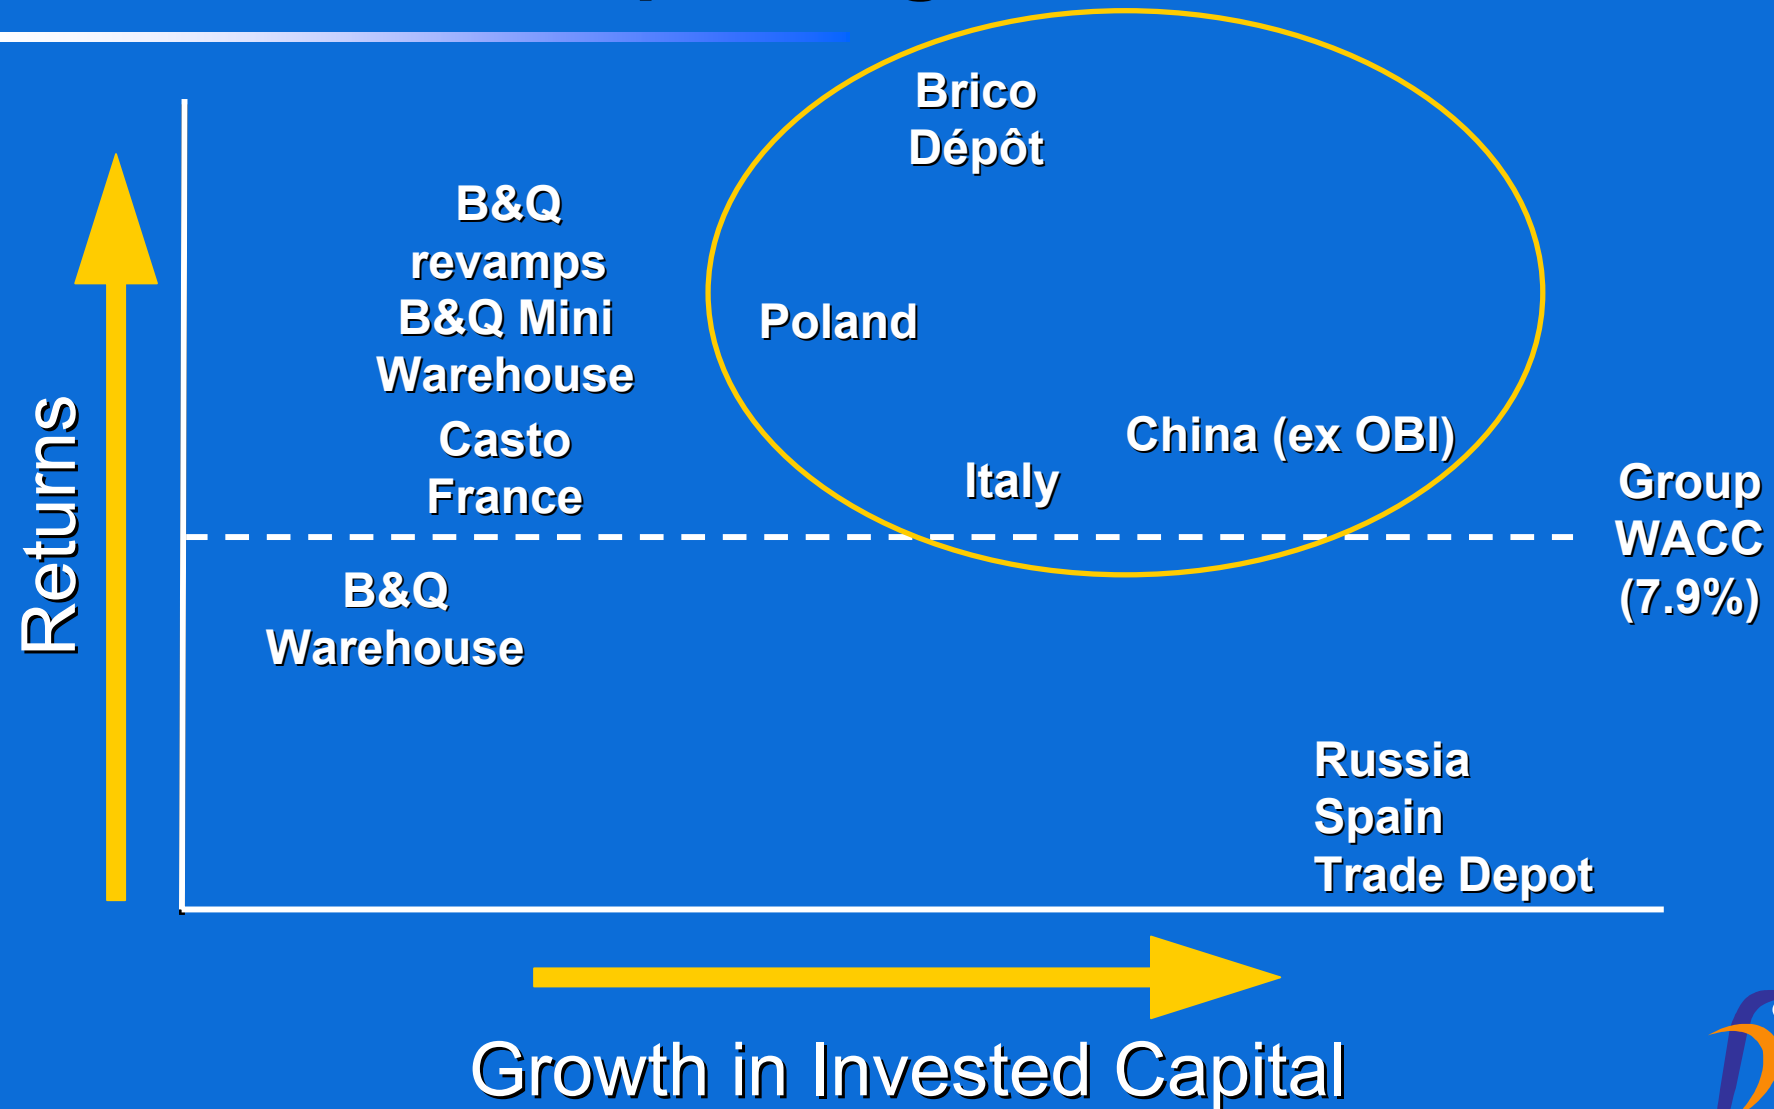 Brico
Dépôt
B&Q
revamps
B&Q Mini
Warehouse
Poland
Casto
France
China (ex OBI)
Italy
Group
WACC
(7.9%)
B&Q
Warehouse
Russia
Spain
Trade Depot
Returns
Growth in Invested Capital